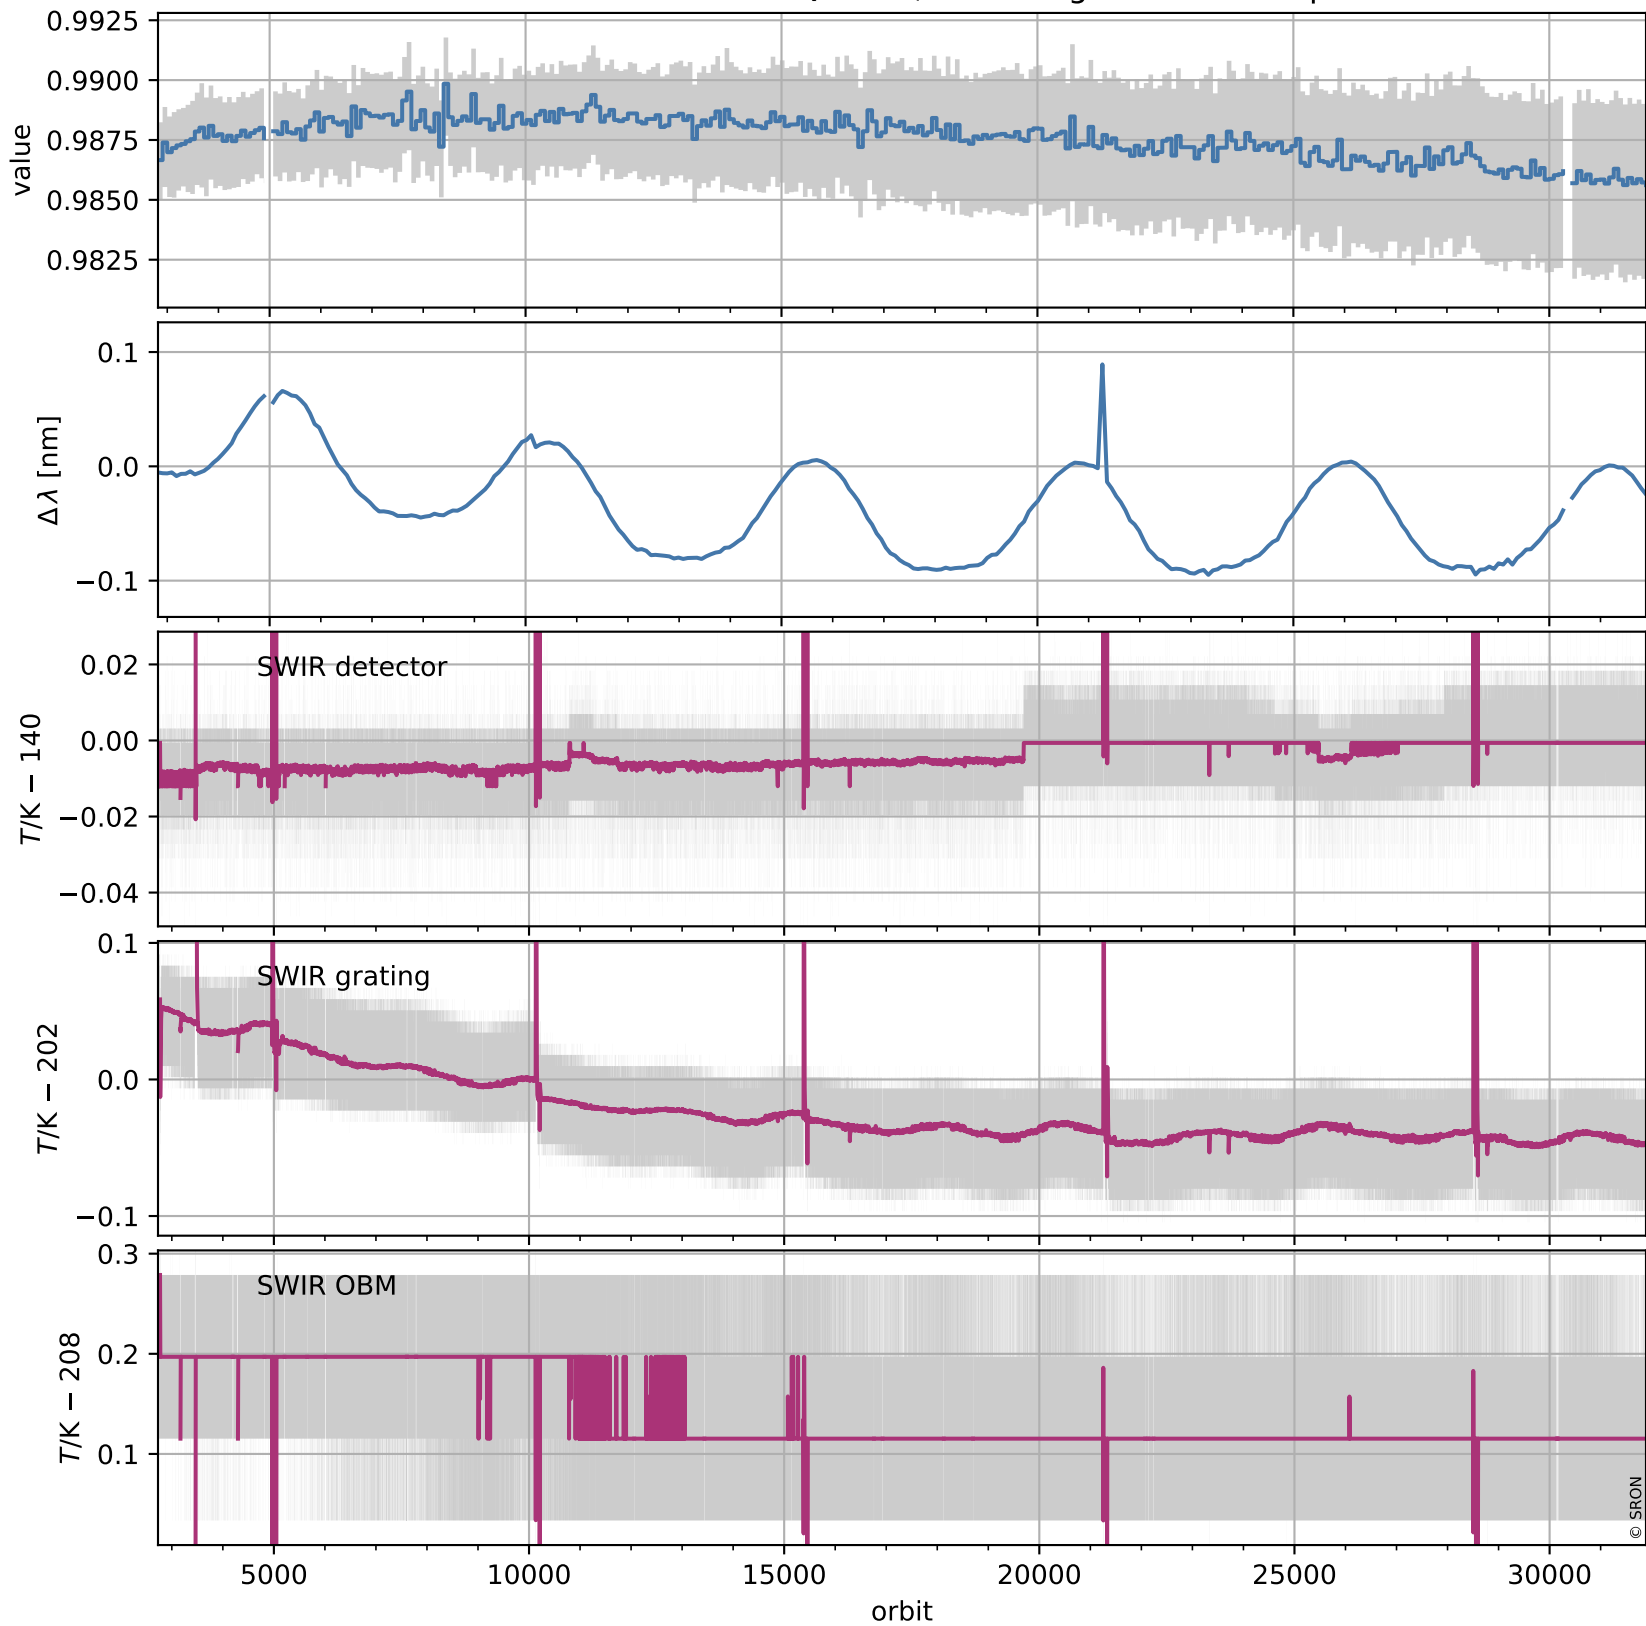 0.9925
0.9900
0.9875
0.9850
0.9825
value
0.1
0.0
−0.1
Δλ [nm]
SWIR detector
0.02
0.00
−0.02
−0.04
T/K − 140
SWIR grating
0.1
0.0
−0.1
T/K − 202
SWIR OBM
0.3
0.2
0.1
T/K − 208
© SRON
5000 10000 15000 20000 25000 30000
orbit